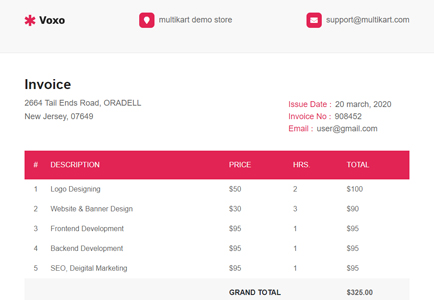 Voxo
multikart demo store
support@multikart.com
Invoice
2664 Tail Ends Road, ORADELL
New Jersey, 07649
Issue Date : 20 march, 2020
Invoice No : 908452
Email : user@gmail.com
# DESCRIPTION PRICE HRS. TOTAL
1 Logo Designing $50 2 $100
2 Website & Banner Design $30 3 $90
3 Frontend Development $95 1 $95
4 Backend Development $95 1 $95
5 SEO, Deigital Marketing $95 1 $95
GRAND TOTAL $325.00